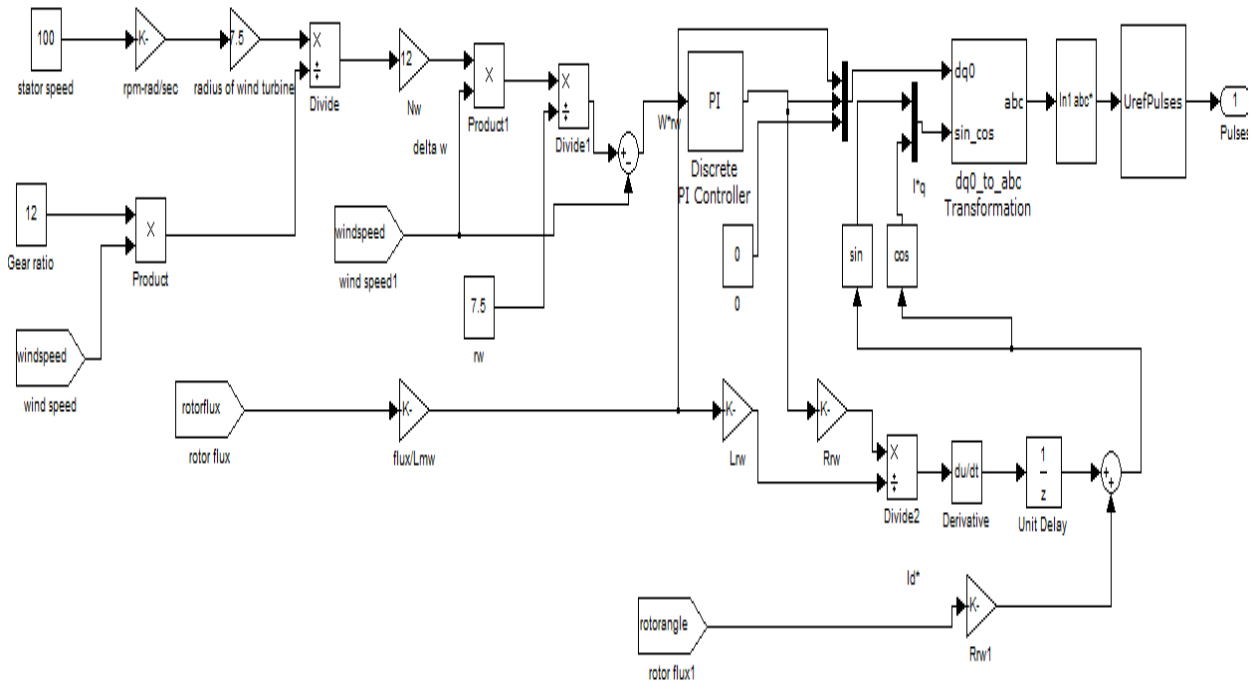 100
stator speed
K-
rpm-rad/sec
7.5
radius of wind turbine
×
÷
Divide
12
Nw
delta w
×
Product1
×
÷
Divide1
+
−
W*rw
PI
Discrete
PI Controller
0
0
I*q
dq0
sin_cos
abc
dq0_to_abc
Transformation
In1 abc*
UrefPulses
1
Pulses
12
Gear ratio
×
Product
windspeed
wind speed1
7.5
rw
sin
cos
windspeed
wind speed
rotorflux
rotor flux
K-
flux/Lmw
K-
Lrw
K-
Rrw
×
÷
Divide2
du/dt
Derivative
1
z
Unit Delay
+
+
Id*
rotorangle
rotor flux1
K-
Rrw1